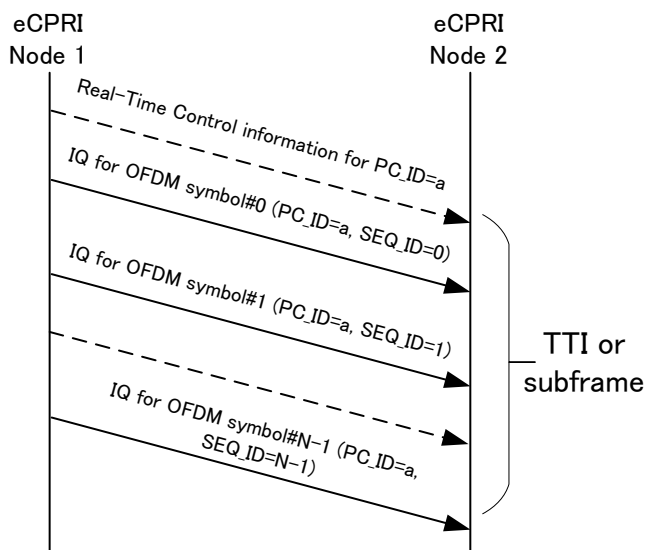 eCPRI
Node 1
eCPRI
Node 2
Real-Time Control information for PC_ID=a
IQ for OFDM symbol#0 (PC_ID=a, SEQ_ID=0)
IQ for OFDM symbol#1 (PC_ID=a, SEQ_ID=1)
IQ for OFDM symbol#N-1 (PC_ID=a,
SEQ_ID=N-1)
TTI or
subframe